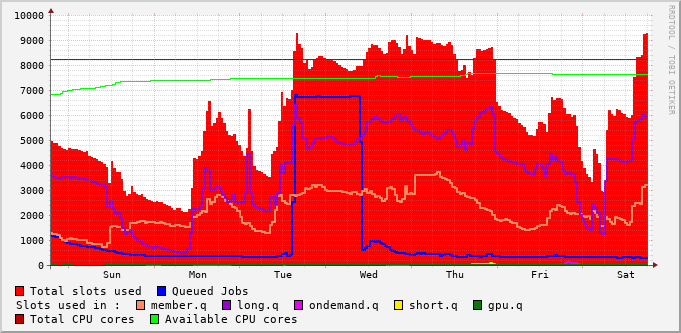 10000
9000
8000
7000
6000
5000
4000
3000
2000
1000
0
Sun Mon Tue Wed Thu Fri Sat
RRDTOOL / TOBI OETIKER
Total slots used Queued Jobs
Slots used in : member.q long.q ondemand.q short.q gpu.q
Total CPU cores Available CPU cores